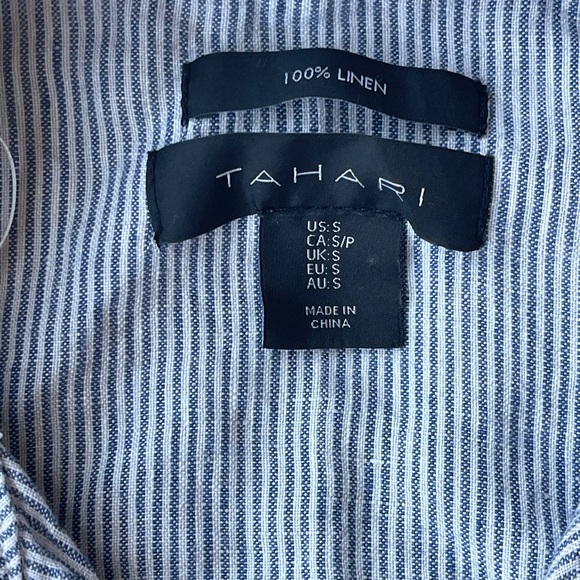 100% LINEN
TAHARI
US:S
CA:S/P
UK:S
EU:S
AU:S
MADE IN
CHINA